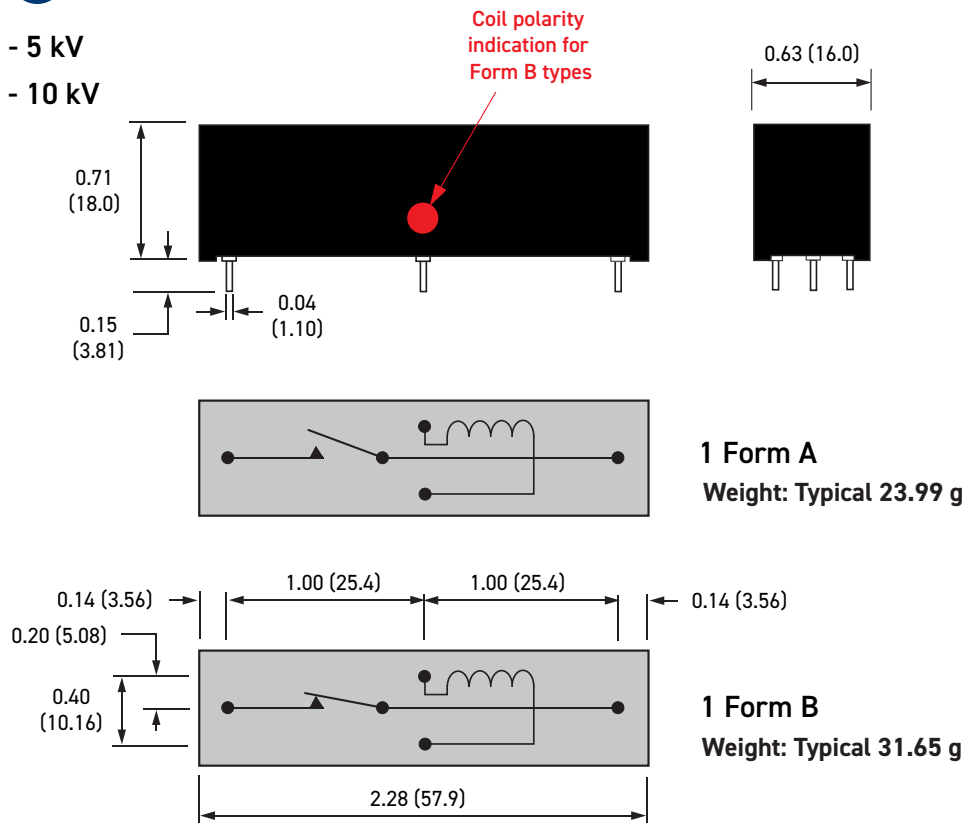 - 5 kV
- 10 kV
Coil polarity
indication for
Form B types
0.63 (16.0)
0.71
(18.0)
0.15
(3.81)
0.04
(1.10)
1 Form A
Weight: Typical 23.99 g
1.00 (25.4)
1.00 (25.4)
0.14 (3.56)
0.14 (3.56)
0.20 (5.08)
0.40
(10.16)
1 Form B
Weight: Typical 31.65 g
2.28 (57.9)